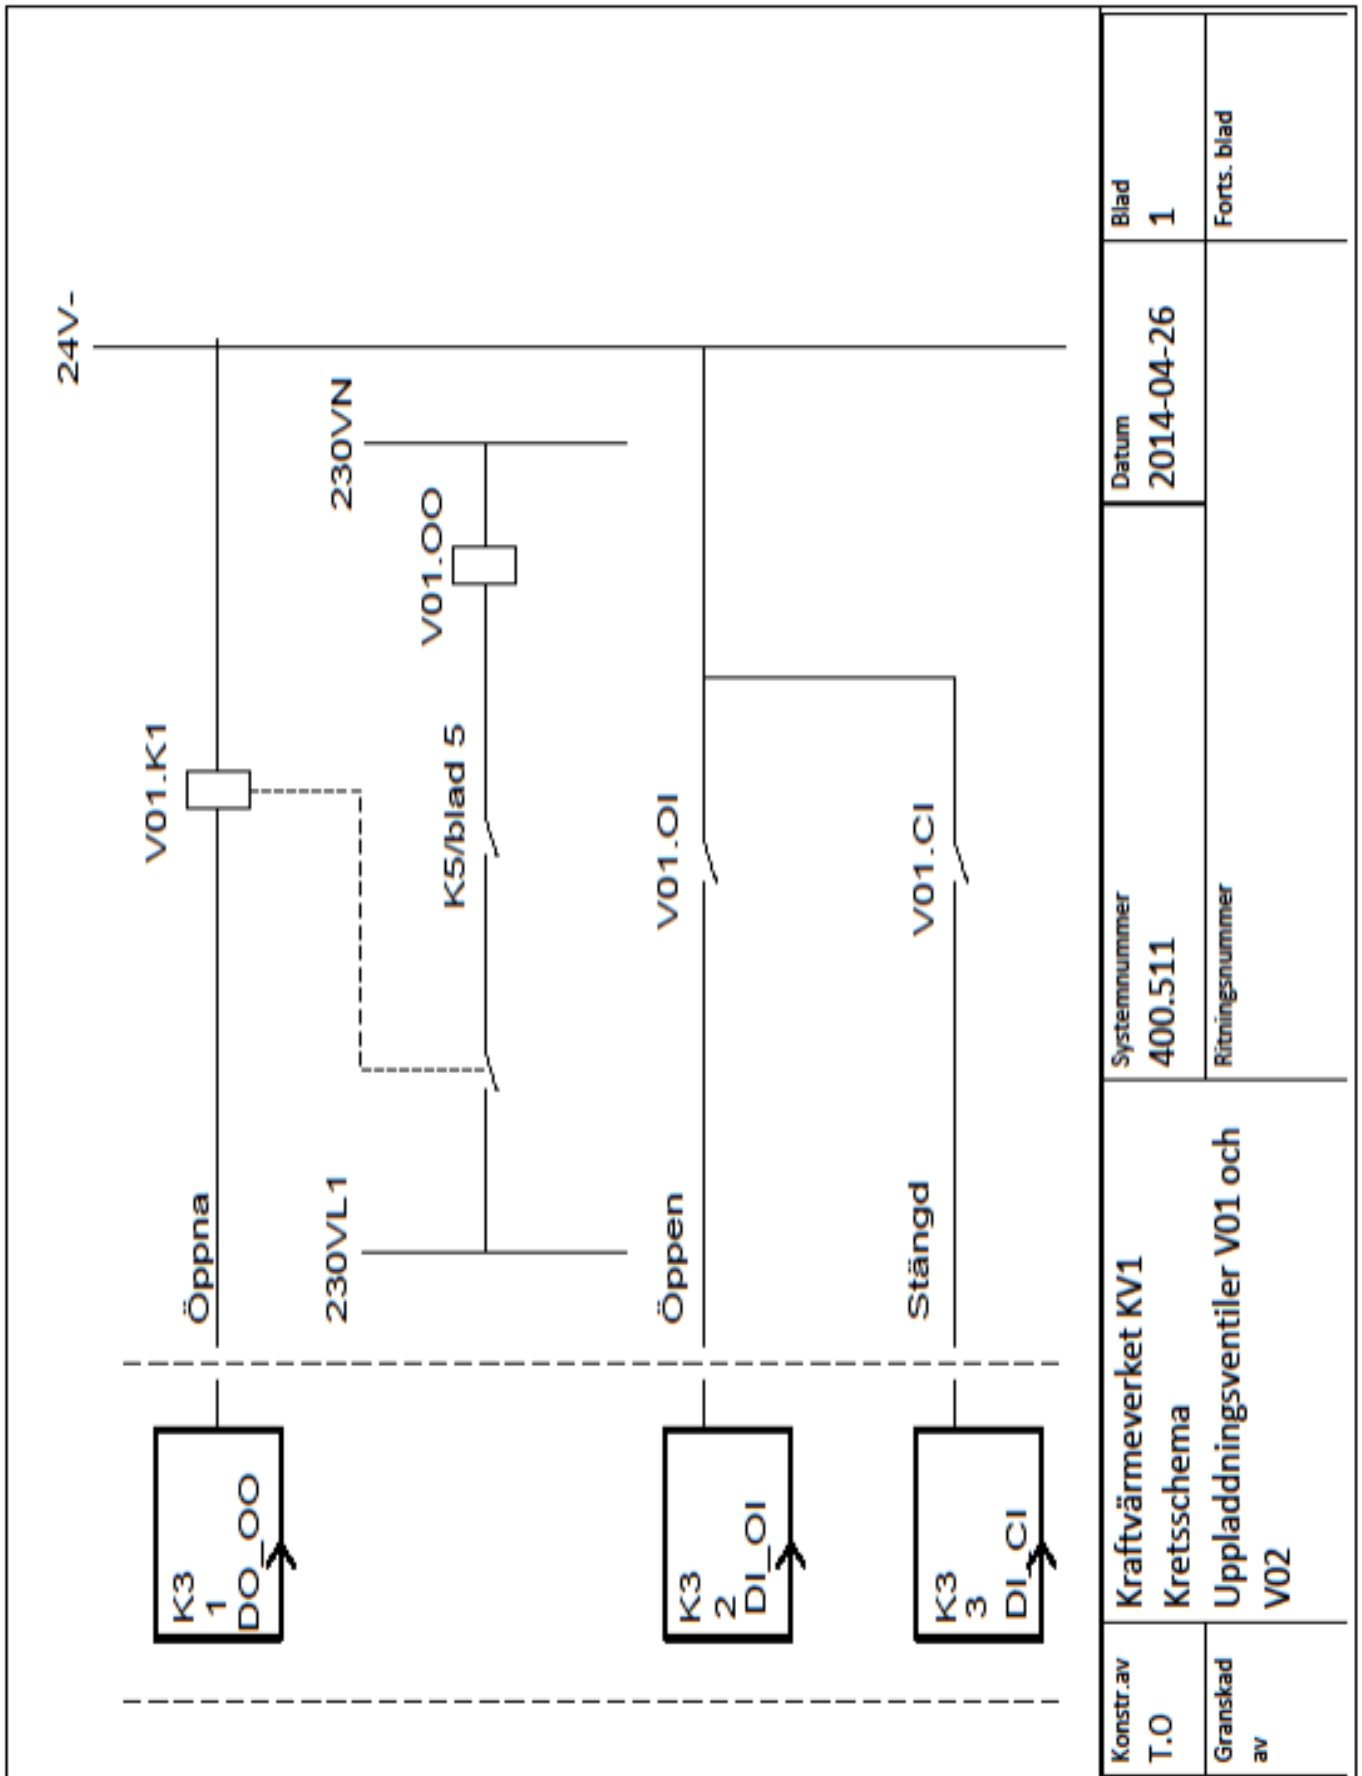 24V-
V01.K1
Öppna
K3
1
DO_OO
230VN
V01.OO
K5/blad 5
230VL1
V01.OI
Öppen
K3
2
DI_OI
V01.CI
Stängd
K3
3
DI_CI
Konstr.av
T.O
Granskad
av
Kraftvärmeverket KV1
Kretsschema
Uppladdningsventiler V01 och
V02
Systemnummer
400.511
Ritningsnummer
Datum
2014-04-26
Blad
1
Forts. blad